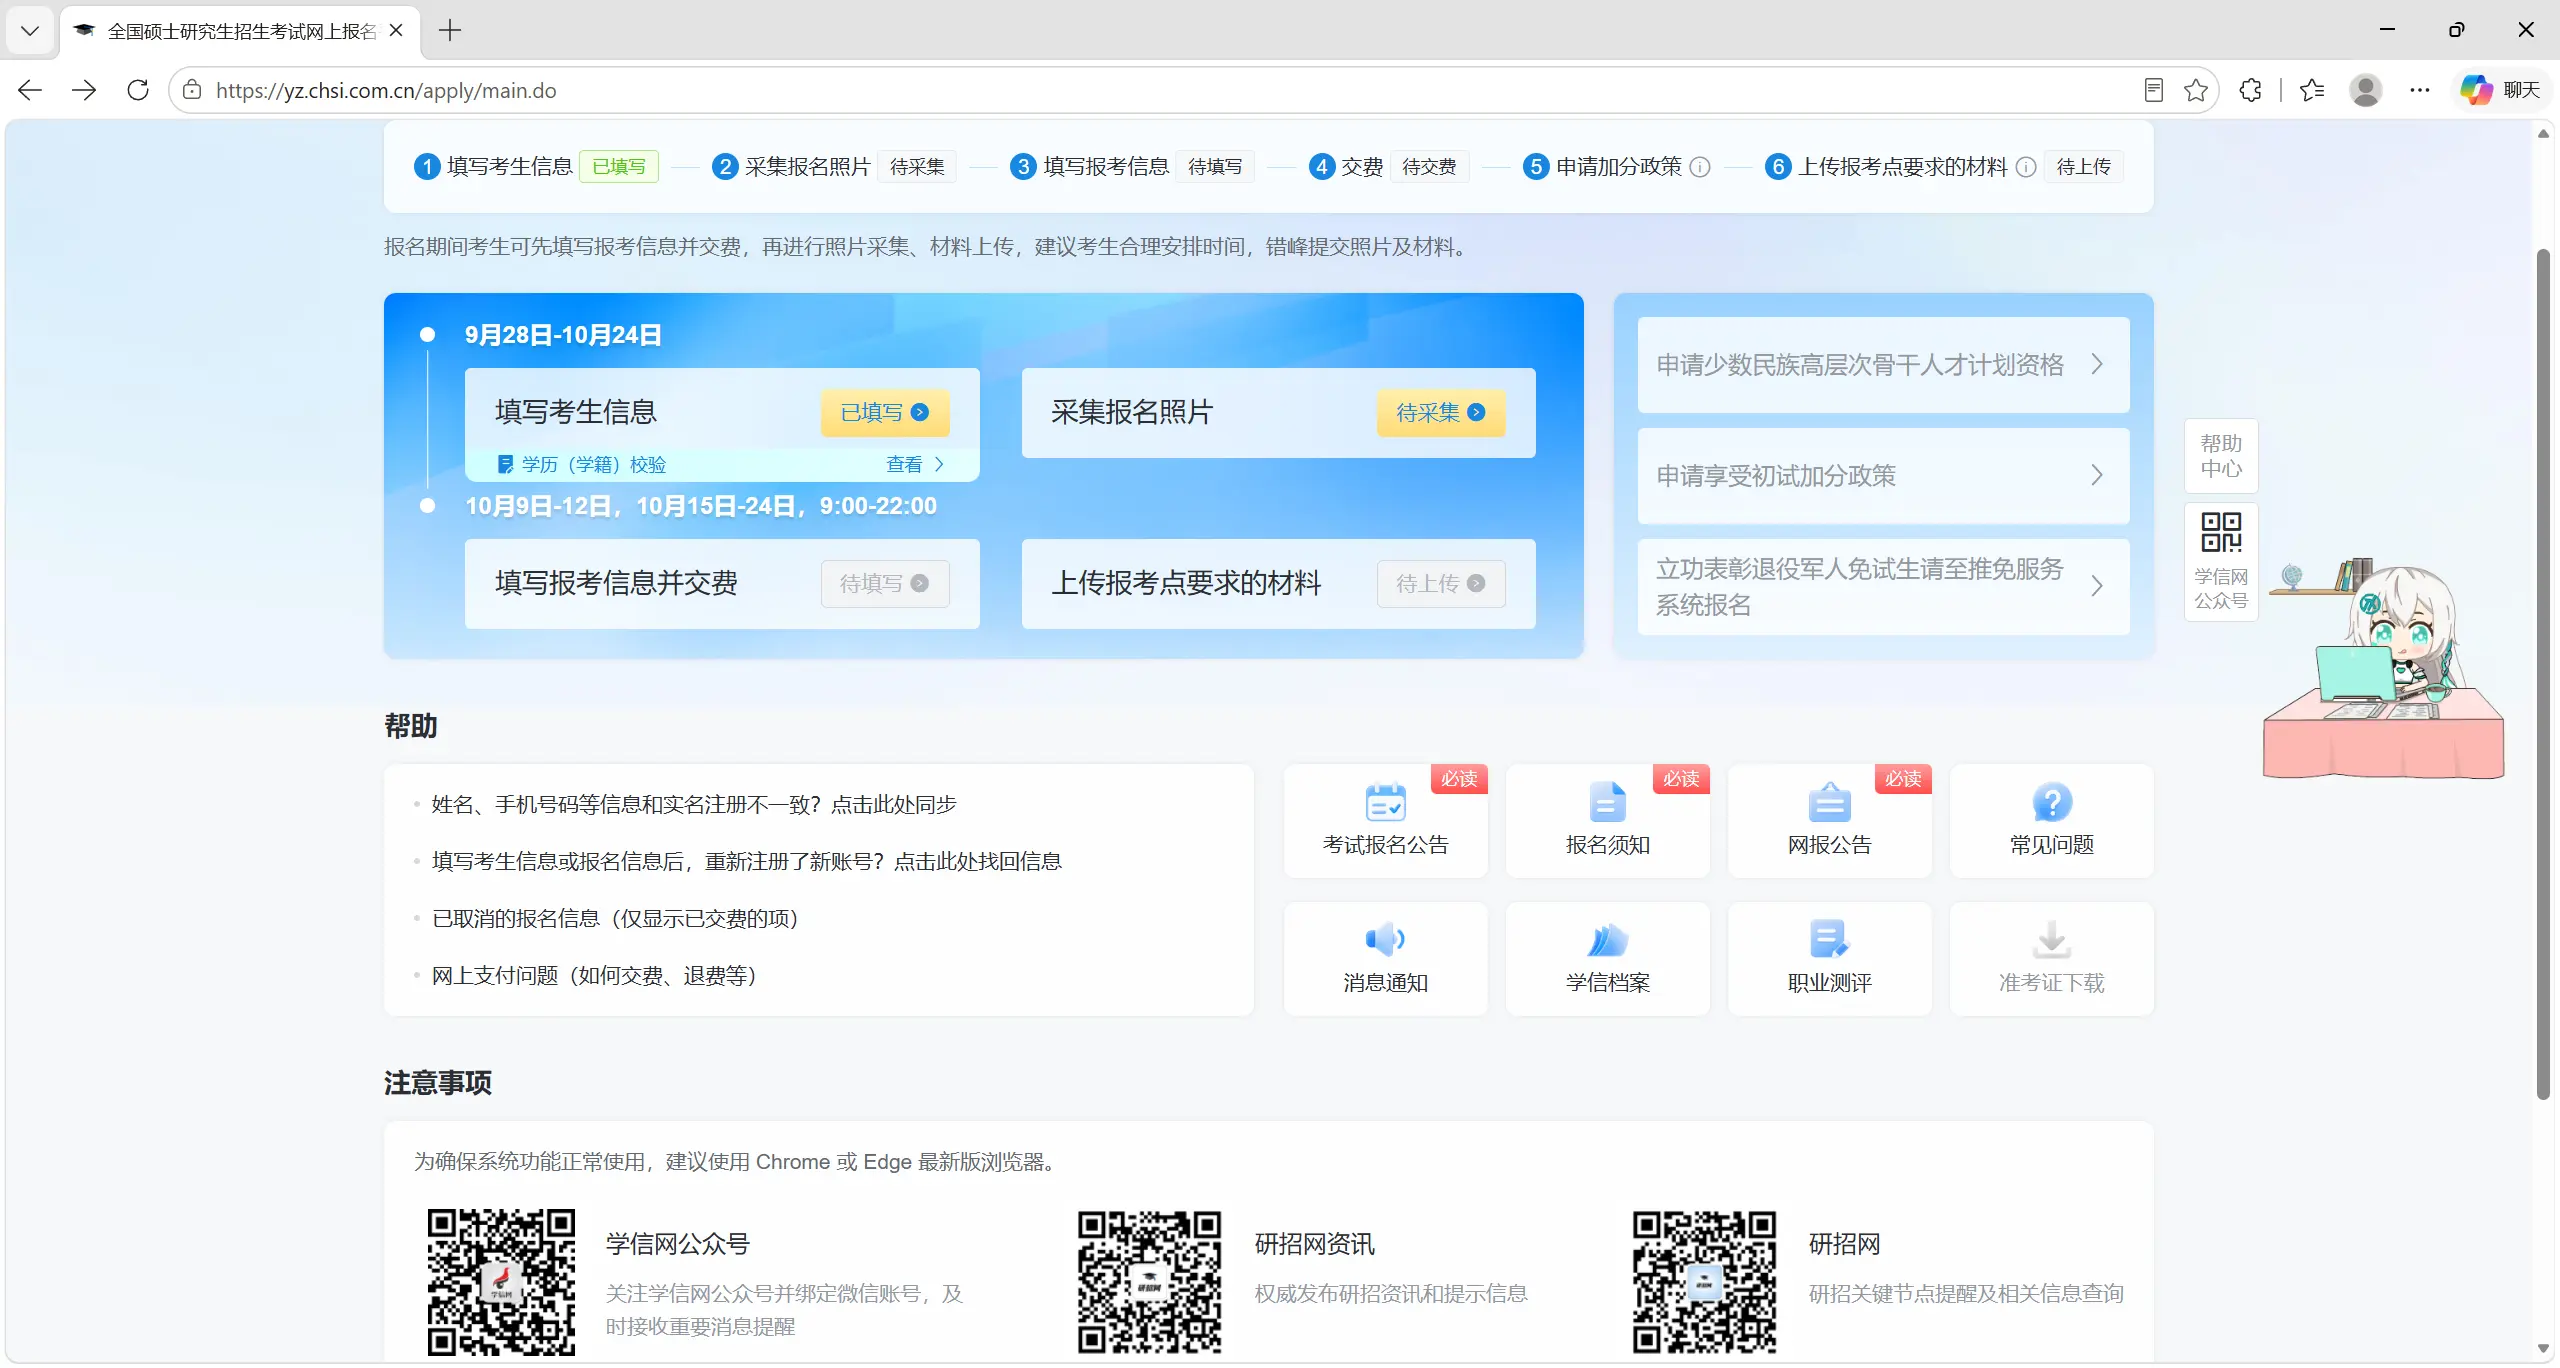 全国硕士研究生招生考试网上报名
https://yz.chsi.com.cn/apply/main.do
聊天
1 填写考生信息 已填写 2 采集报名照片 待采集 3 填写报考信息 待填写 4 交费 待交费 5 申请加分政策 6 上传报考点要求的材料 待上传
报名期间考生可先填写报考信息并交费，再进行照片采集、材料上传，建议考生合理安排时间，错峰提交照片及材料。
9月28日-10月24日
填写考生信息 已填写
学历（学籍）校验 查看
采集报名照片 待采集
10月9日-12日，10月15日-24日，9:00-22:00
填写报考信息并交费 待填写
上传报考点要求的材料 待上传
申请少数民族高层次骨干人才计划资格
申请享受初试加分政策
立功表彰退役军人免试生请至推免服务
系统报名
帮助
中心
学信网
公众号
帮助
姓名、手机号码等信息和实名注册不一致？点击此处同步
填写考生信息或报名信息后，重新注册了新账号？点击此处找回信息
已取消的报名信息（仅显示已交费的项）
网上支付问题（如何交费、退费等）
必读
考试报名公告
必读
报名须知
必读
网报公告
常见问题
消息通知
学信档案
职业测评
准考证下载
注意事项
为确保系统功能正常使用，建议使用 Chrome 或 Edge 最新版浏览器。
学信网
学信网公众号
关注学信网公众号并绑定微信账号，及
时接收重要消息提醒
研招网
研招网资讯
权威发布研招资讯和提示信息
研招网
研招网
研招关键节点提醒及相关信息查询